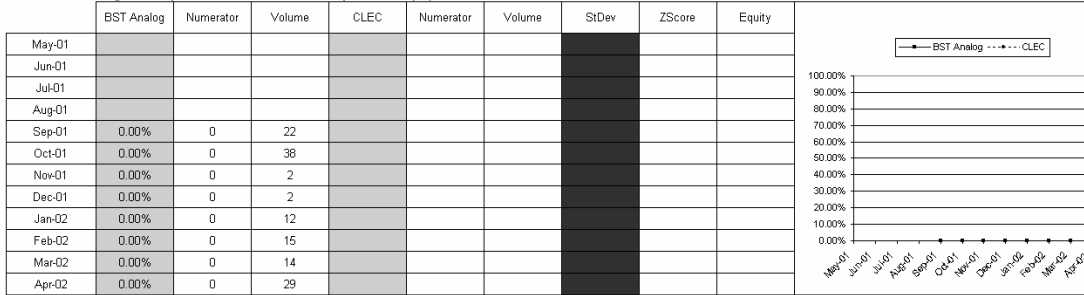 BST Analog Numerator Volume CLEC Numerator Volume StDev ZScore Equity
May-01
Jun-01
Jul-01
Aug-01
Sep-01 0.00% 0 22
Oct-01 0.00% 0 38
Nov-01 0.00% 0 2
Dec-01 0.00% 0 2
Jan-02 0.00% 0 12
Feb-02 0.00% 0 15
Mar-02 0.00% 0 14
Apr-02 0.00% 0 29
BST Analog CLEC
100.00%
90.00%
80.00%
70.00%
60.00%
50.00%
40.00%
30.00%
20.00%
10.00%
0.00%
May-01 Jun-01 Jul-01 Aug-01 Sep-01 Oct-01 Nov-01 Dec-01 Jan-02 Feb-02 Mar-02 Apr-02